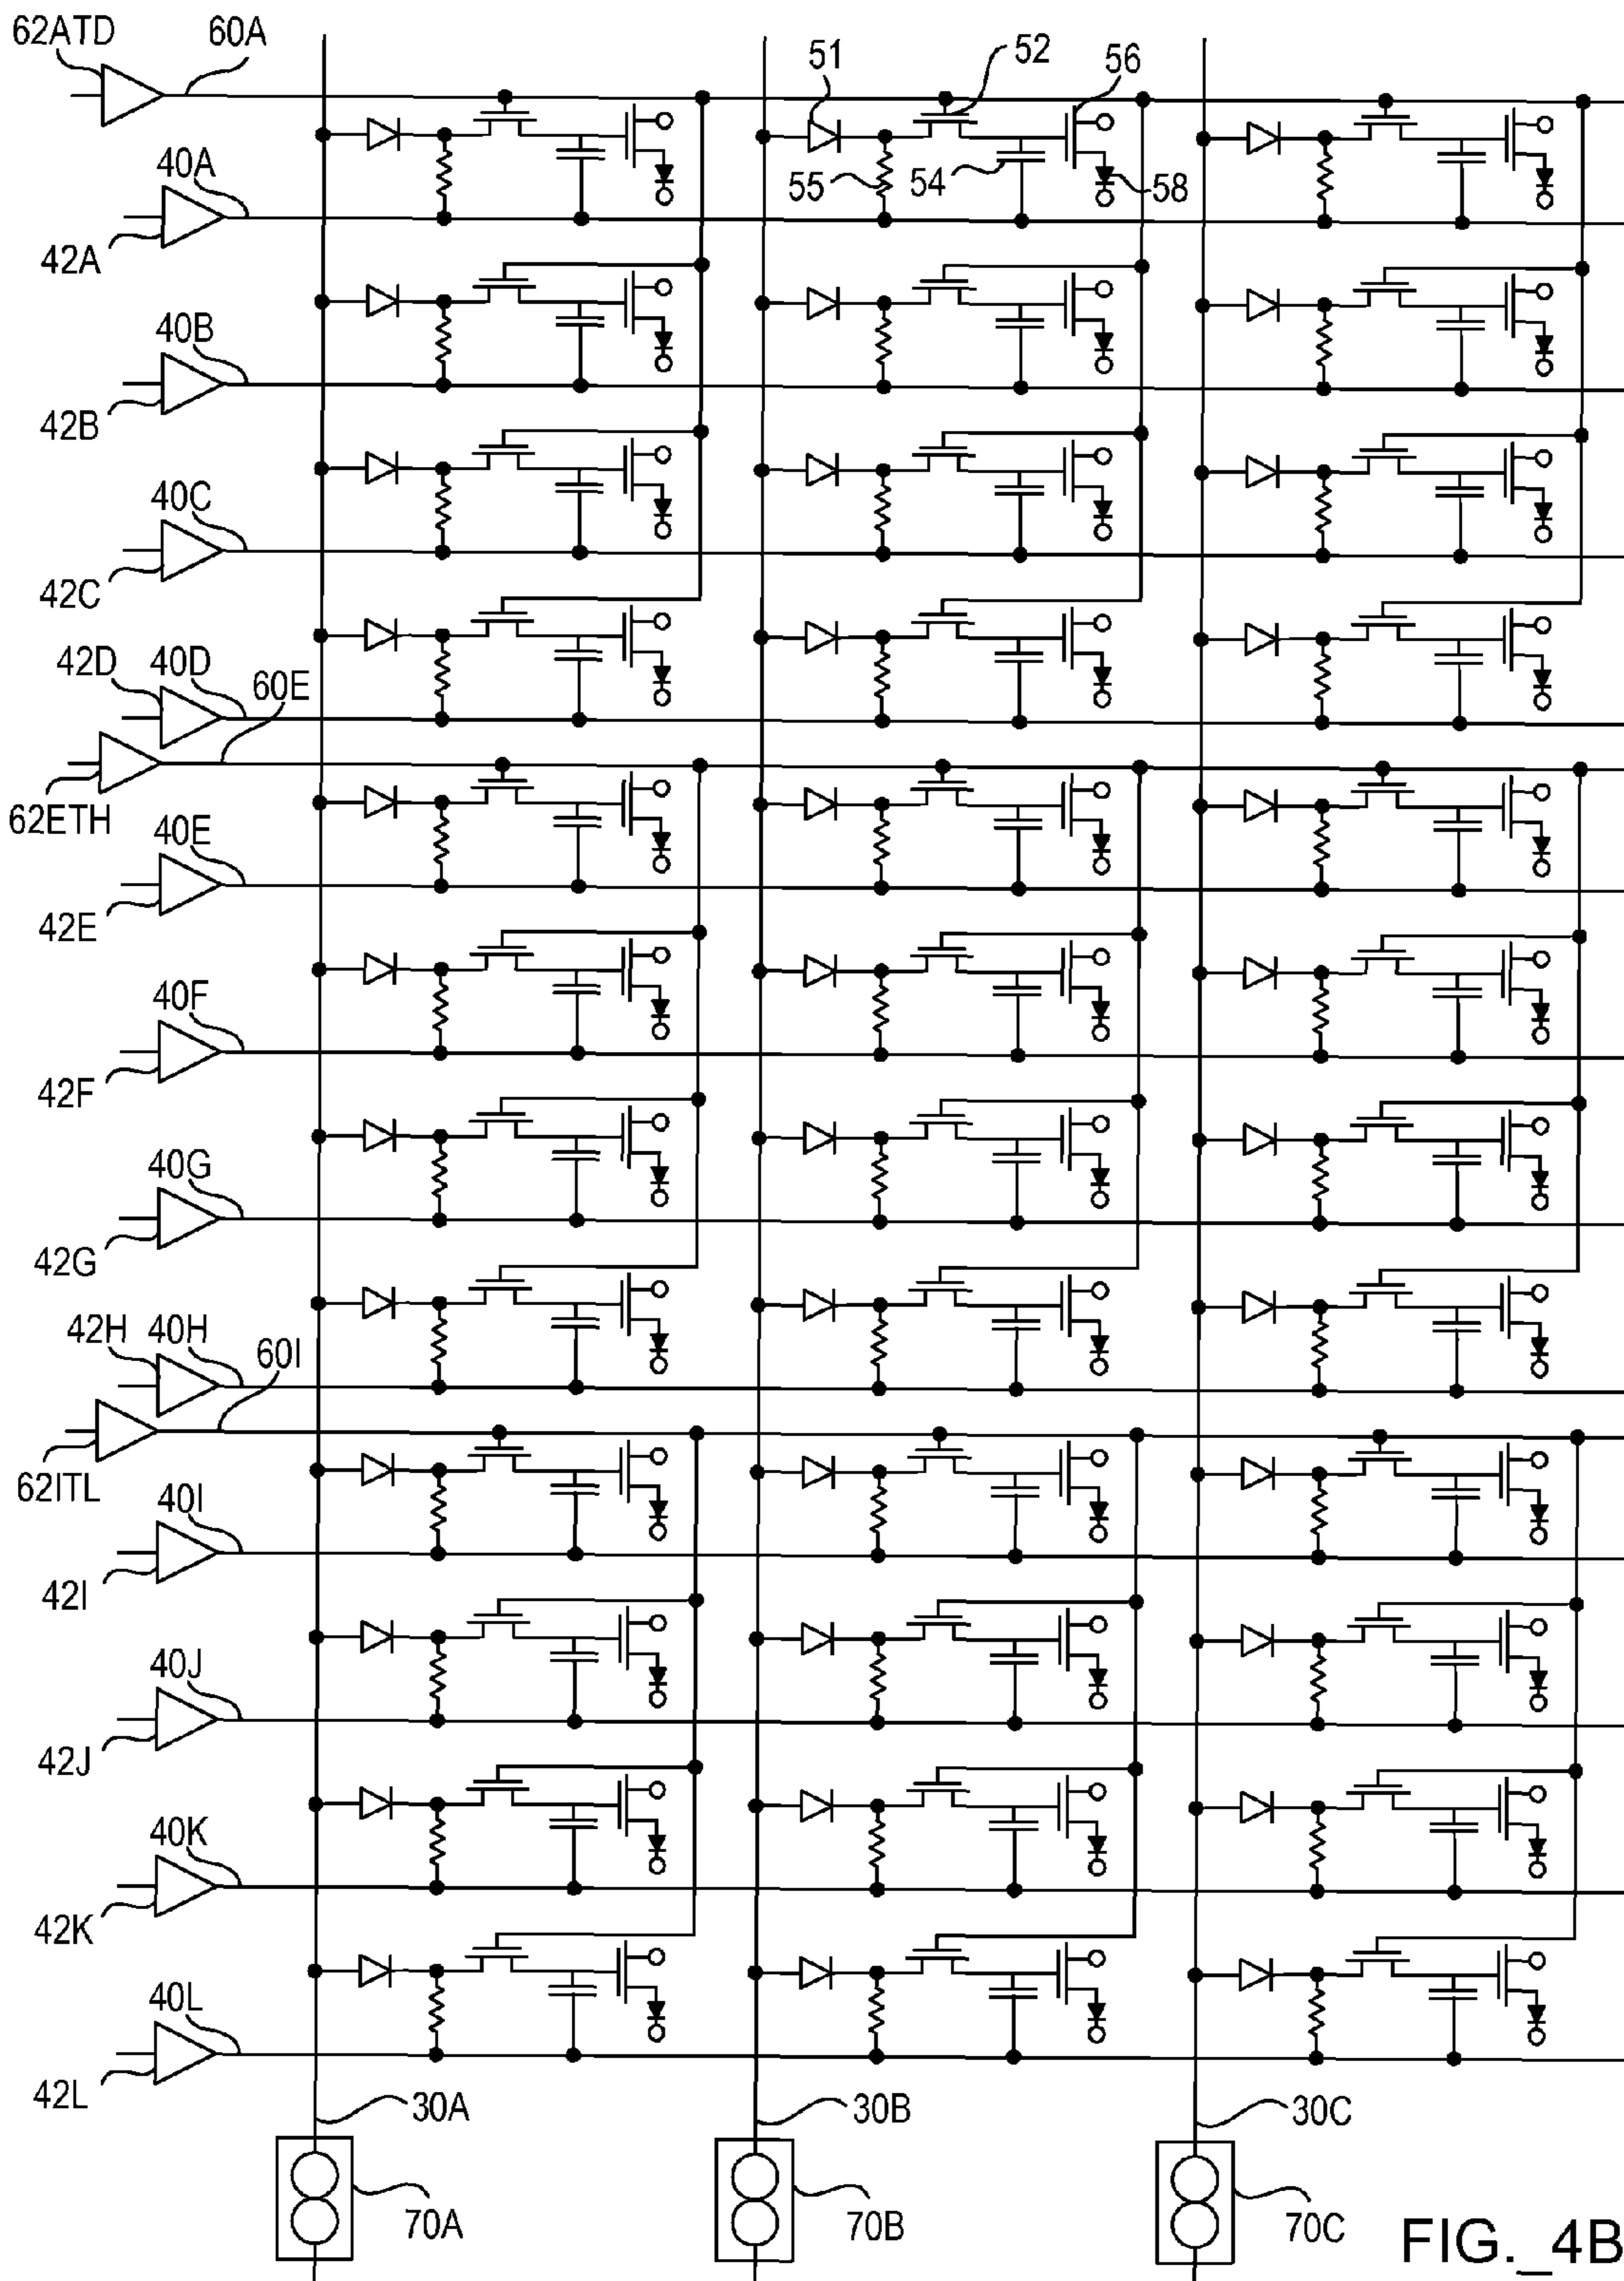 62ATD 60A 51 52 56
40A 55 54 58
42A
40B
42B
40C
42C
42D 40D 60E
62ETH
40E
42E
40F
42F
40G
42G
42H 40H 60I
62ITL
40I
42I
40J
42J
40K
42K
40L
42L
30A 30B 30C
70A 70B 70C
FIG._4B